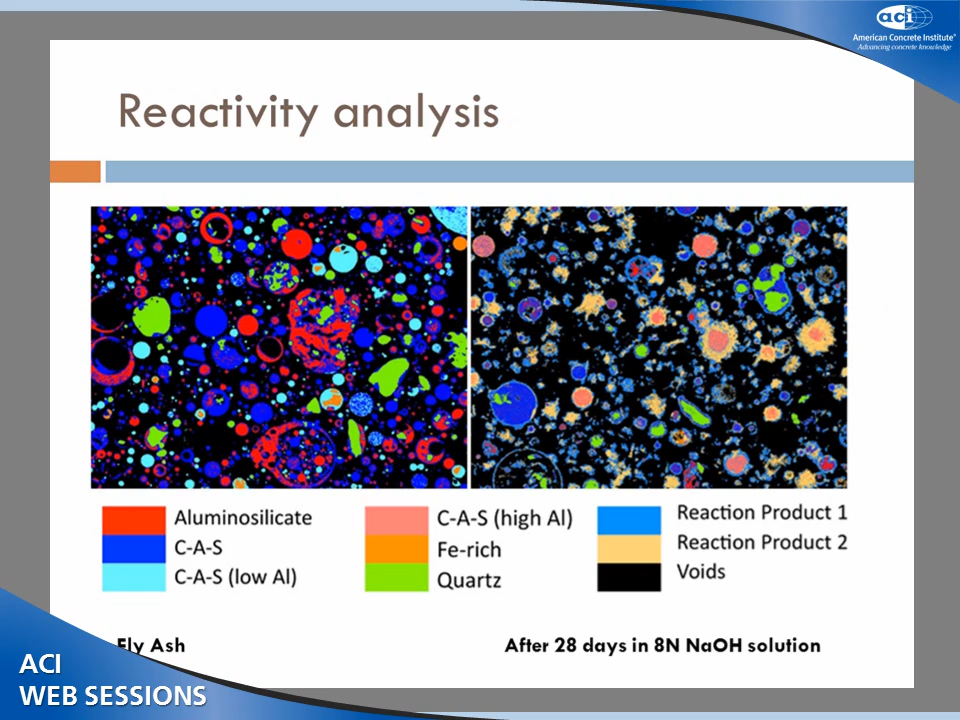 aci
American Concrete Institute®
Advancing concrete knowledge
Reactivity analysis
Aluminosilicate
C-A-S
C-A-S (low Al)
C-A-S (high Al)
Fe-rich
Quartz
Reaction Product 1
Reaction Product 2
Voids
Fly Ash
After 28 days in 8N NaOH solution
ACI
WEB SESSIONS